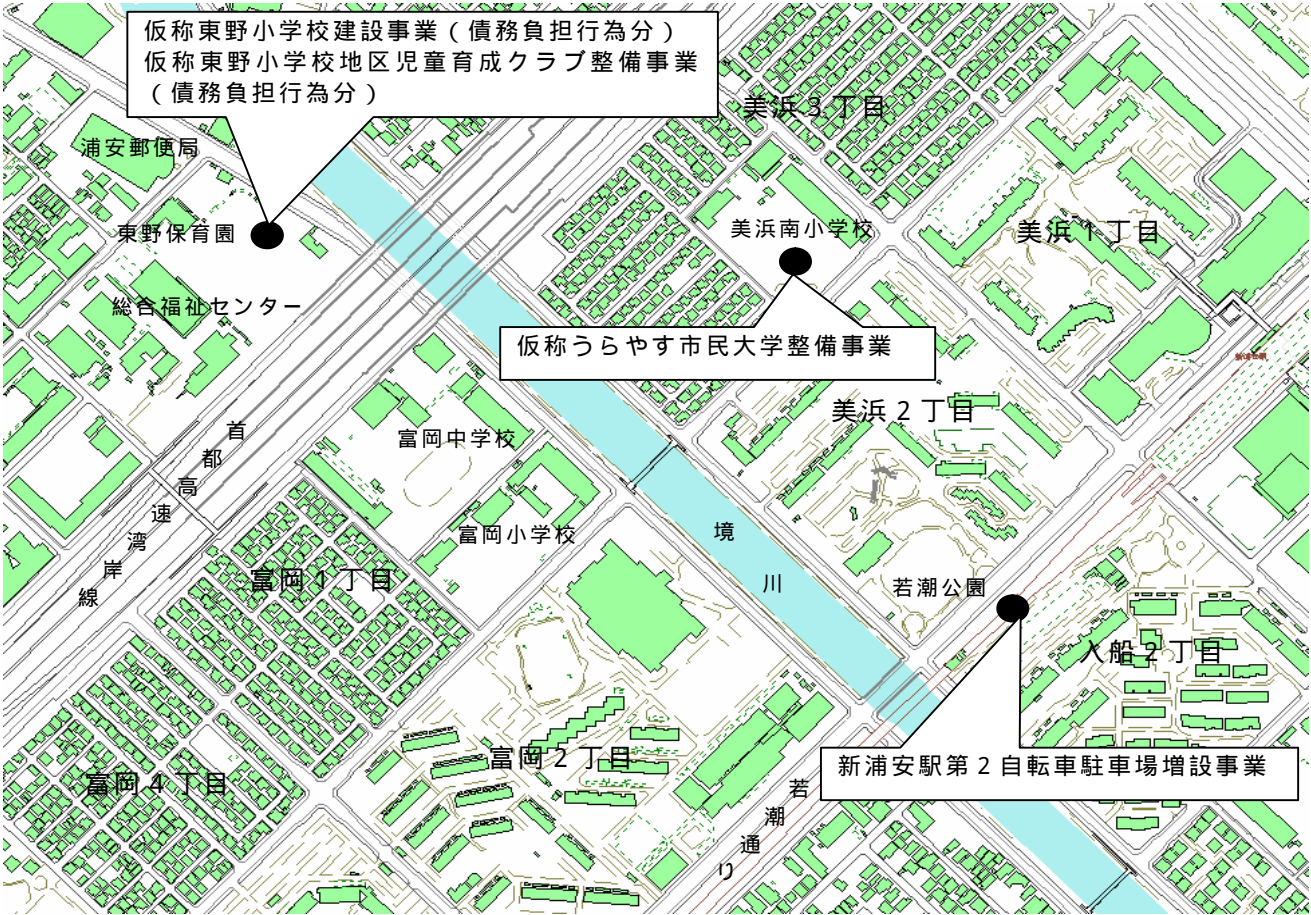 仮称東野小学校建設事業（債務負担行為分）
仮称東野小学校地区児童育成クラブ整備事業
（債務負担行為分）
美浜３丁目
浦安郵便局
東野保育園
美浜南小学校
美浜１丁目
総合福祉センター
仮称うらやす市民大学整備事業
新浦安駅
美浜２丁目
首都高速湾岸線
富岡中学校
富岡小学校
境川
富岡１丁目
若潮公園
入船２丁目
富岡２丁目
新浦安駅第２自転車駐車場増設事業
富岡４丁目
若潮通り